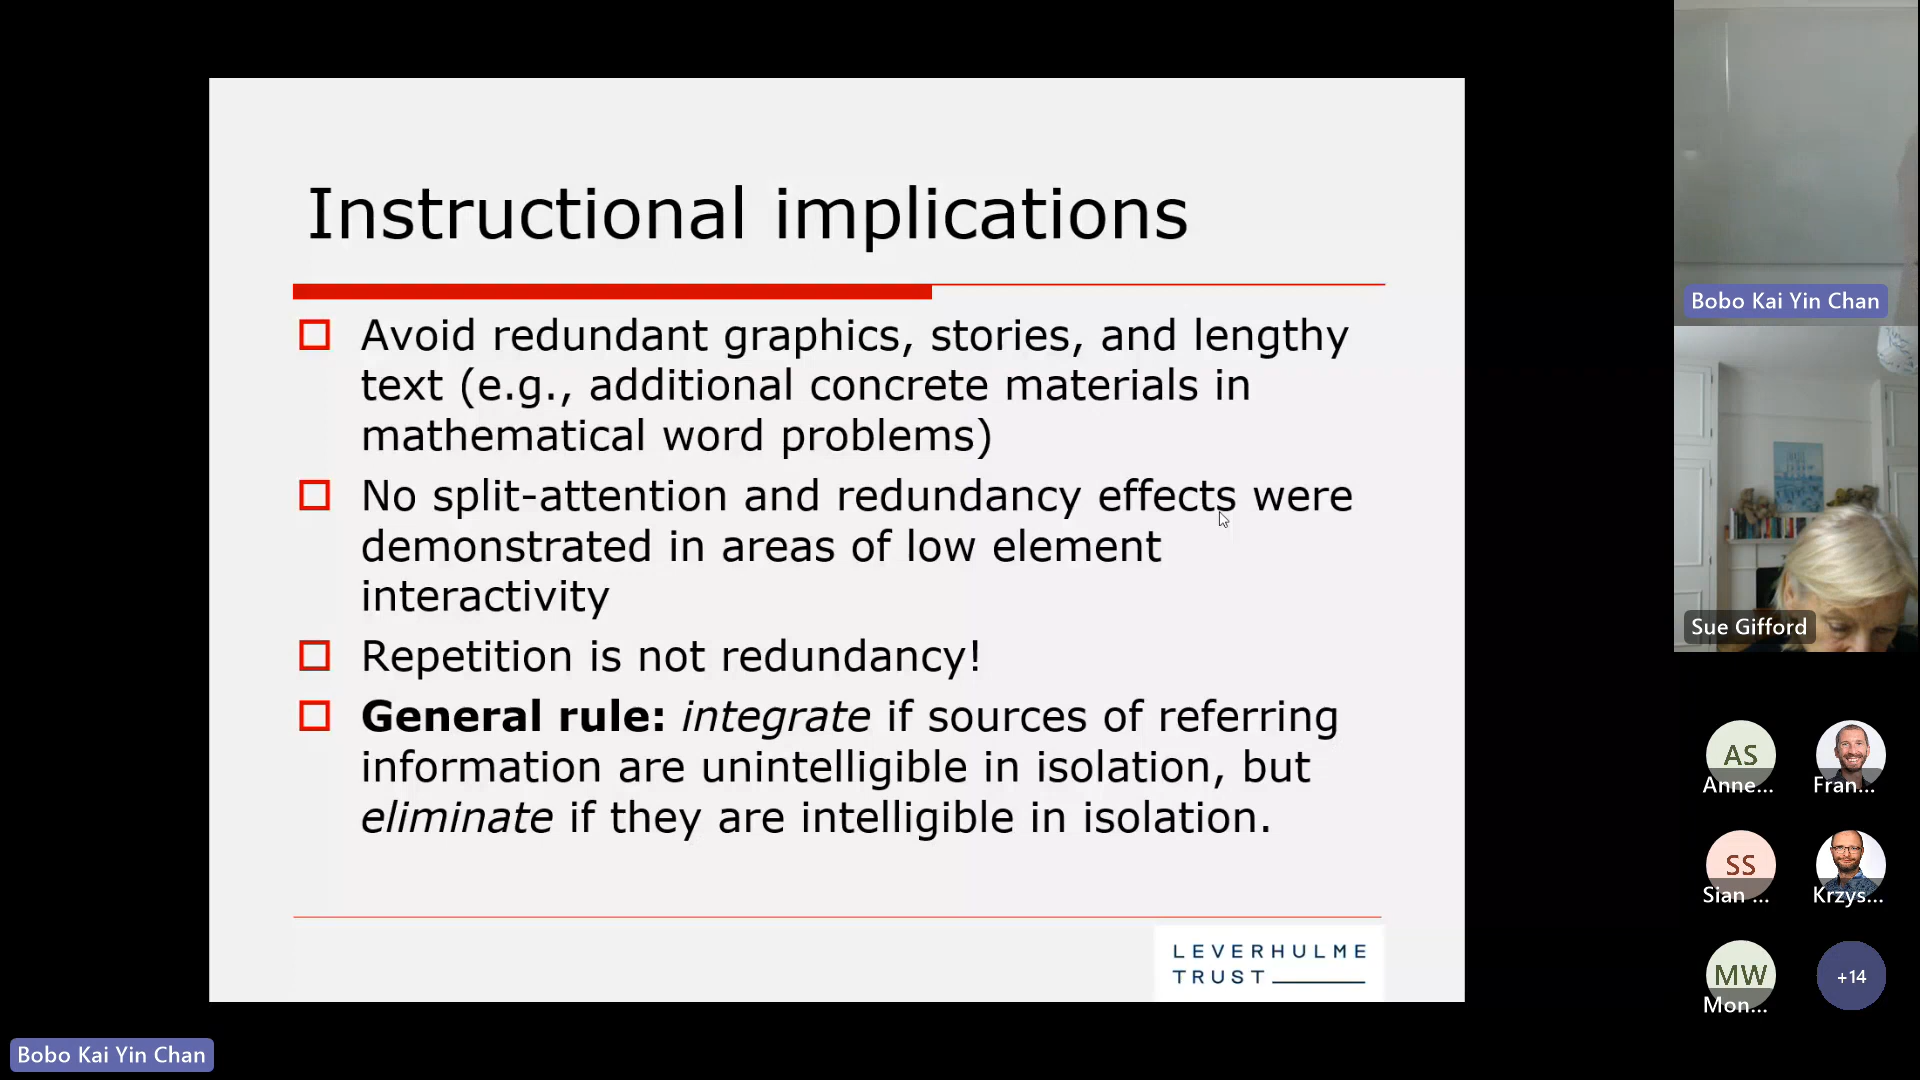 Instructional implications
Avoid redundant graphics, stories, and lengthy
text (e.g., additional concrete materials in
mathematical word problems)
No split-attention and redundancy effects were
demonstrated in areas of low element
interactivity
Repetition is not redundancy!
General rule: integrate if sources of referring
information are unintelligible in isolation, but
eliminate if they are intelligible in isolation.
LEVERHULME
TRUST
Bobo Kai Yin Chan
Bobo Kai Yin Chan
Sue Gifford
AS
Anne...
Fran...
SS
Sian ...
Krzys...
MW
Mon...
+14